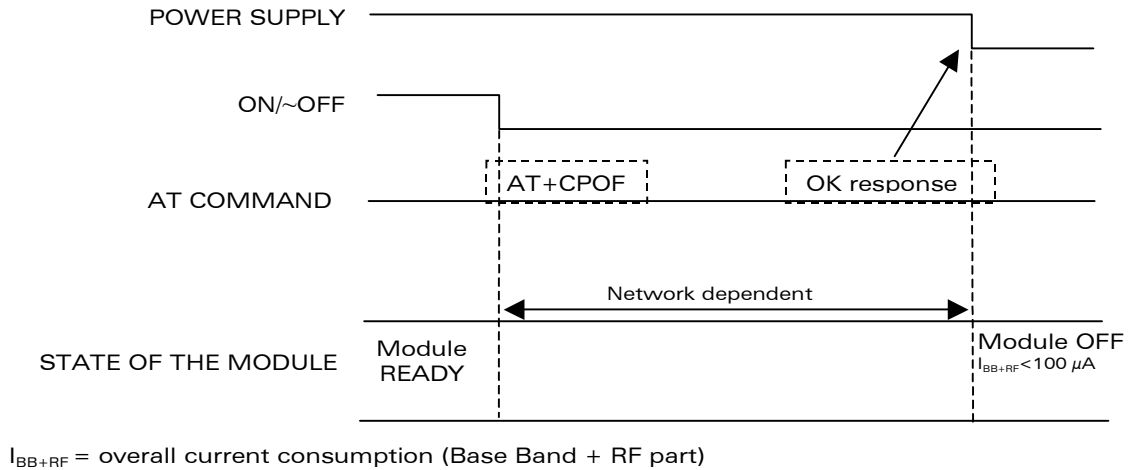 POWER SUPPLY
ON/~OFF
AT+CPOF
OK response
AT COMMAND
Network dependent
STATE OF THE MODULE
Module
READY
Module OFF
I_BB+RF<100 µA
I_BB+RF = overall current consumption (Base Band + RF part)